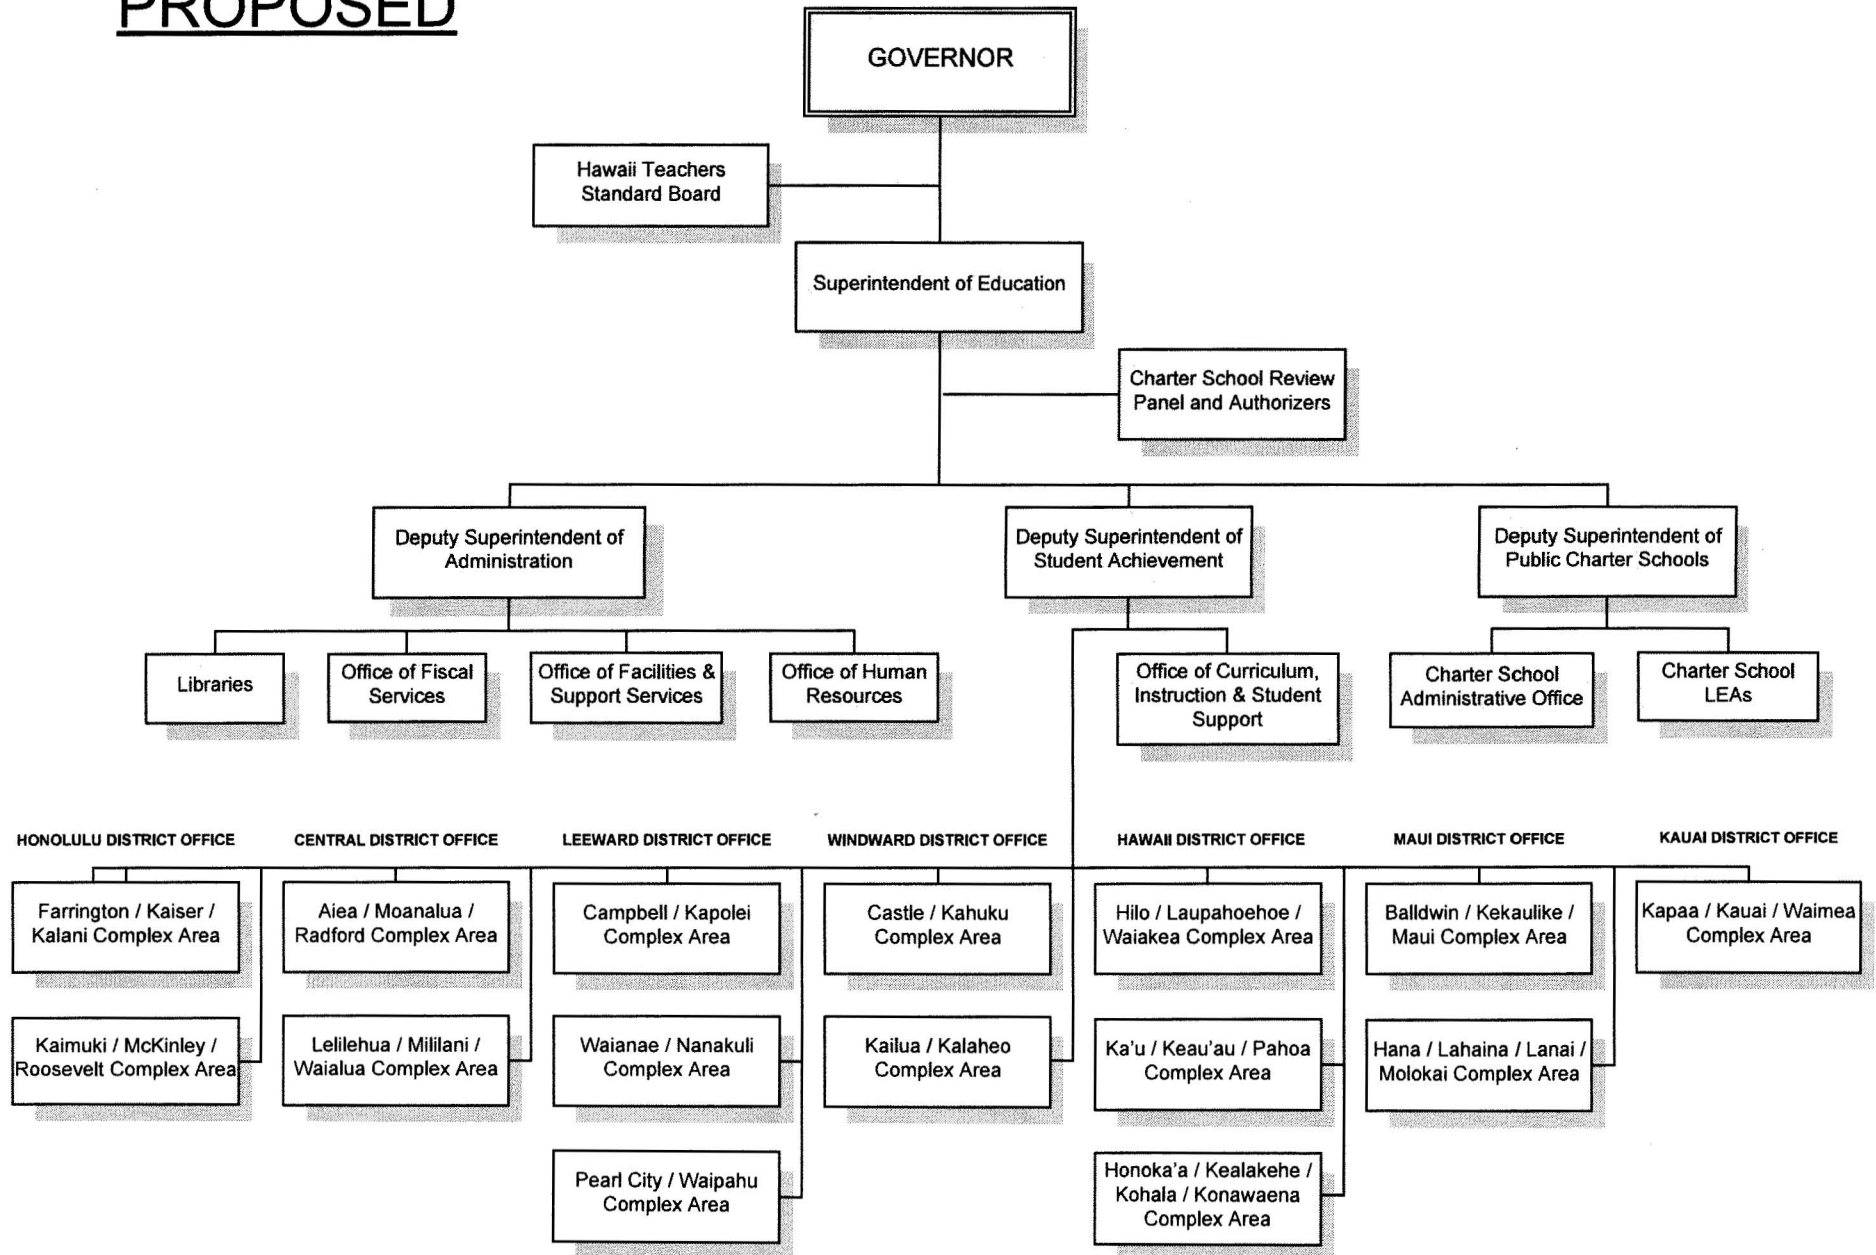 PROPOSED
GOVERNOR
Hawaii Teachers
Standard Board
Superintendent of Education
Charter School Review
Panel and Authorizers
Deputy Superintendent of
Administration
Deputy Superintendent of
Student Achievement
Deputy Superintendent of
Public Charter Schools
Libraries
Office of Fiscal
Services
Office of Facilities &
Support Services
Office of Human
Resources
Office of Curriculum,
Instruction & Student
Support
Charter School
Administrative Office
Charter School
LEAs
HONOLULU DISTRICT OFFICE
CENTRAL DISTRICT OFFICE
LEEWARD DISTRICT OFFICE
WINDWARD DISTRICT OFFICE
HAWAII DISTRICT OFFICE
MAUI DISTRICT OFFICE
KAUAI DISTRICT OFFICE
Farrington / Kaiser /
Kalani Complex Area
Aiea / Moanalua /
Radford Complex Area
Campbell / Kapolei
Complex Area
Castle / Kahuku
Complex Area
Hilo / Laupahoehoe /
Waiakea Complex Area
Balldwin / Kekaulike /
Maui Complex Area
Kapaa / Kauai / Waimea
Complex Area
Kaimuki / McKinley /
Roosevelt Complex Area
Lelilehua / Mililani /
Waialua Complex Area
Waianae / Nanakuli
Complex Area
Kailua / Kalaheo
Complex Area
Ka'u / Keau'au / Pahoa
Complex Area
Hana / Lahaina / Lanai /
Molokai Complex Area
Pearl City / Waipahu
Complex Area
Honoka'a / Kealakehe /
Kohala / Konawaena
Complex Area